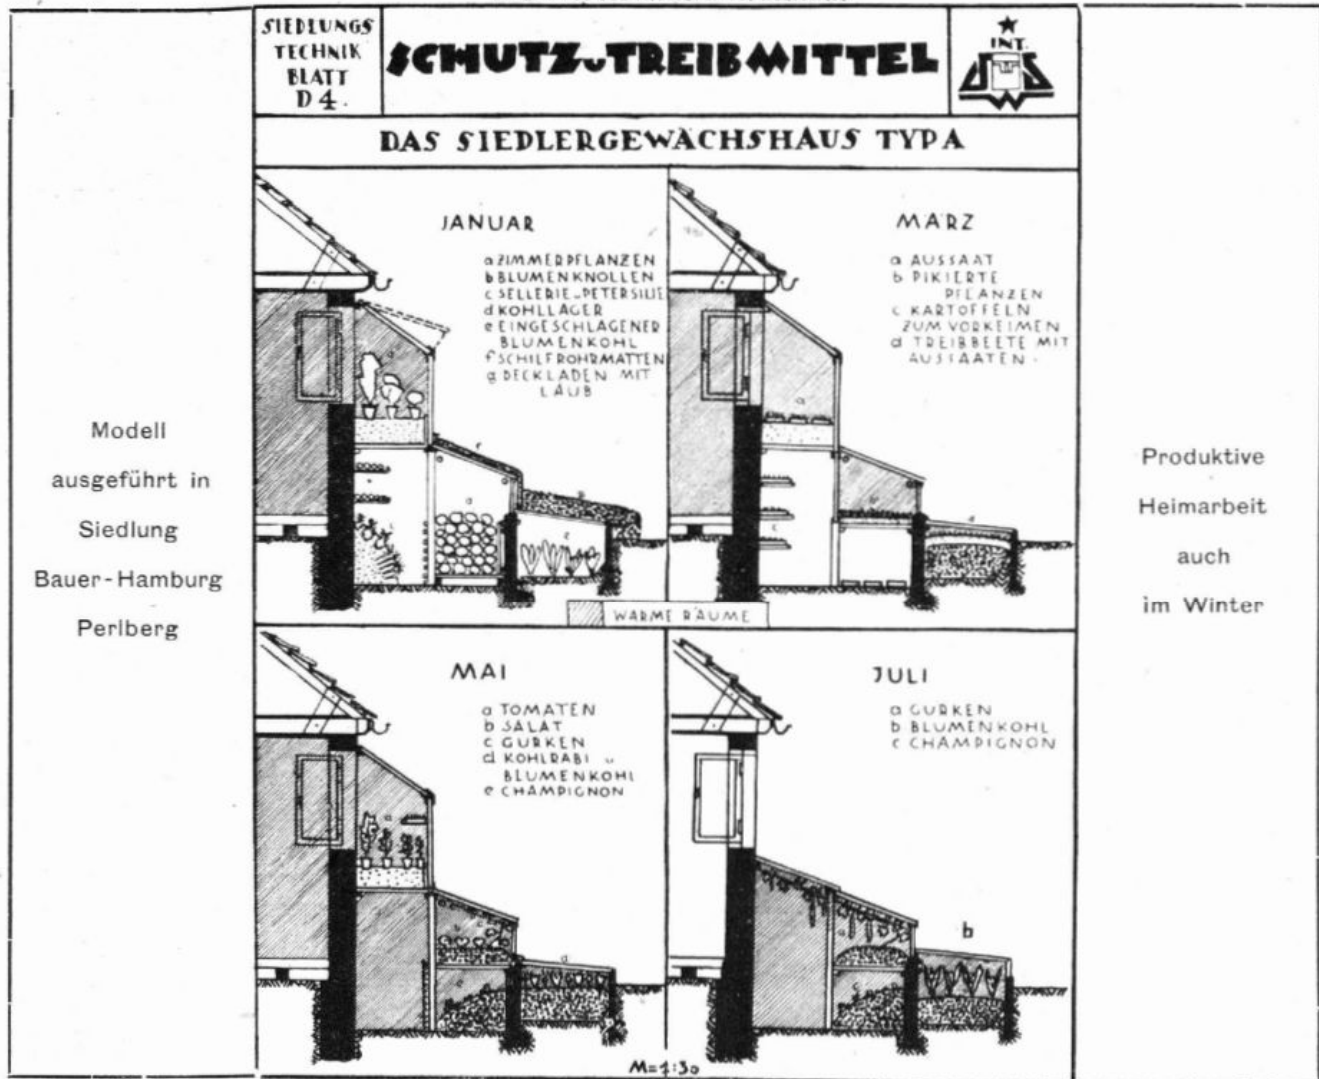 SIEDLUNGS
TECHNIK
BLATT
D 4.
SCHUTZ u TREIBMITTEL
INT.
DAS SIEDLERGEWÄCHSHAUS TYP A
Modell
ausgeführt in
Siedlung
Bauer-Hamburg
Perlberg
JANUAR
a ZIMMERPFLANZEN
b BLUMENKNOLLEN
c SELLERIE u PETERSILIE
d KOHLLAGER
e EINGESCHLAGENER
BLUMENKOHL
f SCHILFROHRMATTEN
g DECKLADEN MIT
LAUB
MÄRZ
a AUSSAAT
b PIKIERTE
PFLANZEN
c KARTOFFELN
ZUM VORKEIMEN
d TREIBBEETE MIT
AUSSAATEN.
WARME RÄUME
MAI
a TOMATEN
b SALAT
c GURKEN
d KOHLRABI u
BLUMENKOHL
e CHAMPIGNON
JULI
a GURKEN
b BLUMENKOHL
c CHAMPIGNON
b
M=1:30
Produktive
Heimarbeit
auch
im Winter